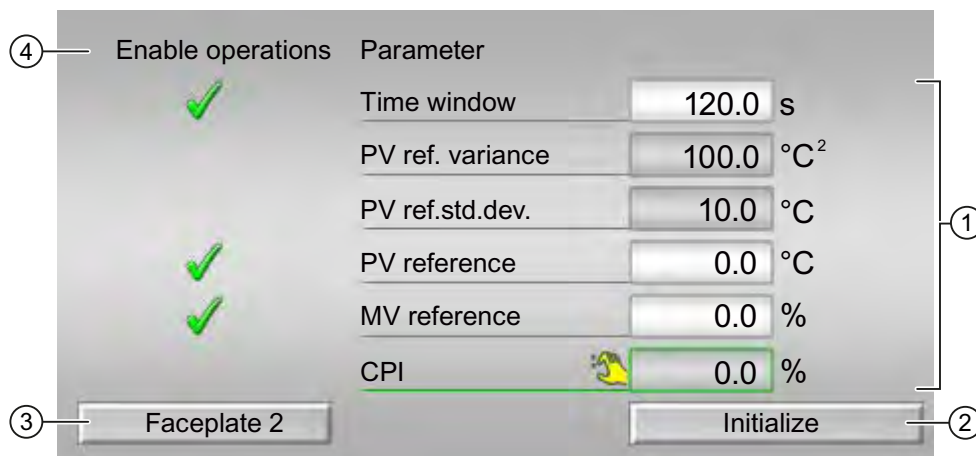 ④ Enable operations Parameter
Time window 120.0 s
PV ref. variance 100.0 °C²
PV ref.std.dev. 10.0 °C
①
PV reference 0.0 °C
MV reference 0.0 %
CPI 0.0 %
③ Faceplate 2 Initialize ②